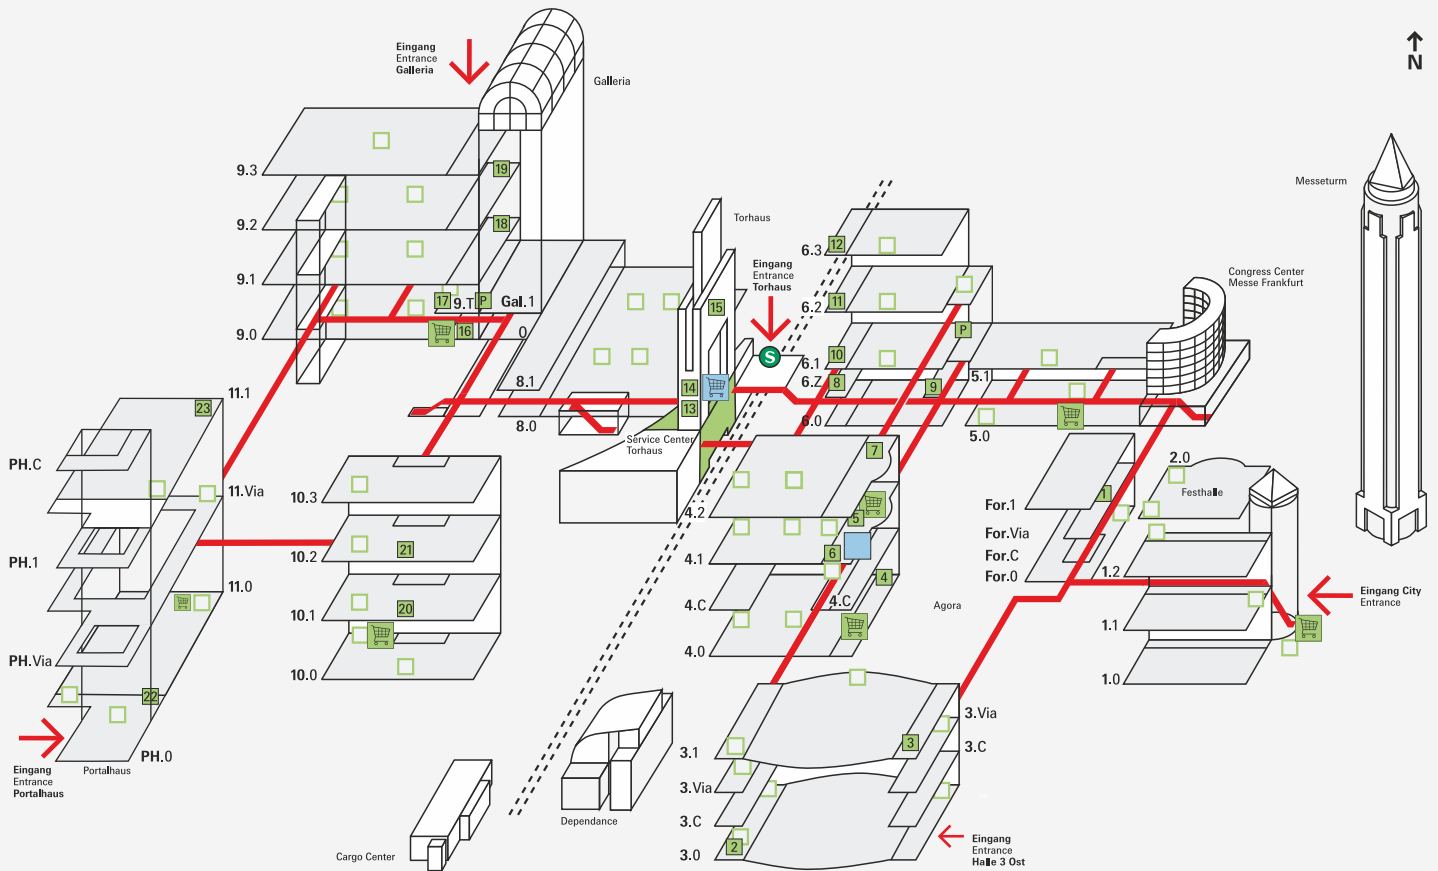 Eingang
Entrance
Galleria
Galleria
N
Messeturm
Torhaus
Eingang
Entrance
Torhaus
S
Congress Center
Messe Frankfurt
9.3
19
9.2
18
9.1
17
9.T
P
Gal.1
9.0
16
0
8.1
8.0
15
14
13
Service Center
Torhaus
12
6.3
11
6.2
10
6.1
P
6.Z
8
9
5.1
6.0
5.0
11.1
23
PH.C
11.Via
PH.1
11.0
PH.Via
22
PH.0
Portalhaus
Eingang
Entrance
Portalhaus
10.3
10.2
21
10.1
20
10.0
7
4.2
5
4.1
6
4
4.C
4.C
4.0
Agora
For.1
1
For.Via
For.C
For.0
2.0
Festhalle
1.2
1.1
1.0
Eingang City
Entrance
3.Via
3.1
3
3.C
3.Via
3.C
3.0
2
Eingang
Entrance
Halle 3 Ost
Dependance
Cargo Center